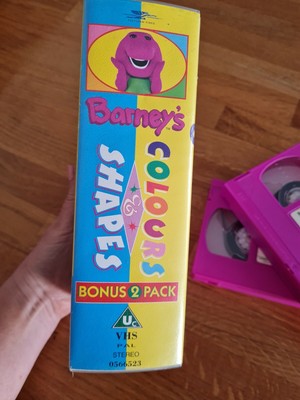 Barney's
COLOURS
&
SHAPES
BONUS 2 PACK
Uc
VHS
PAL
STEREO
0566523